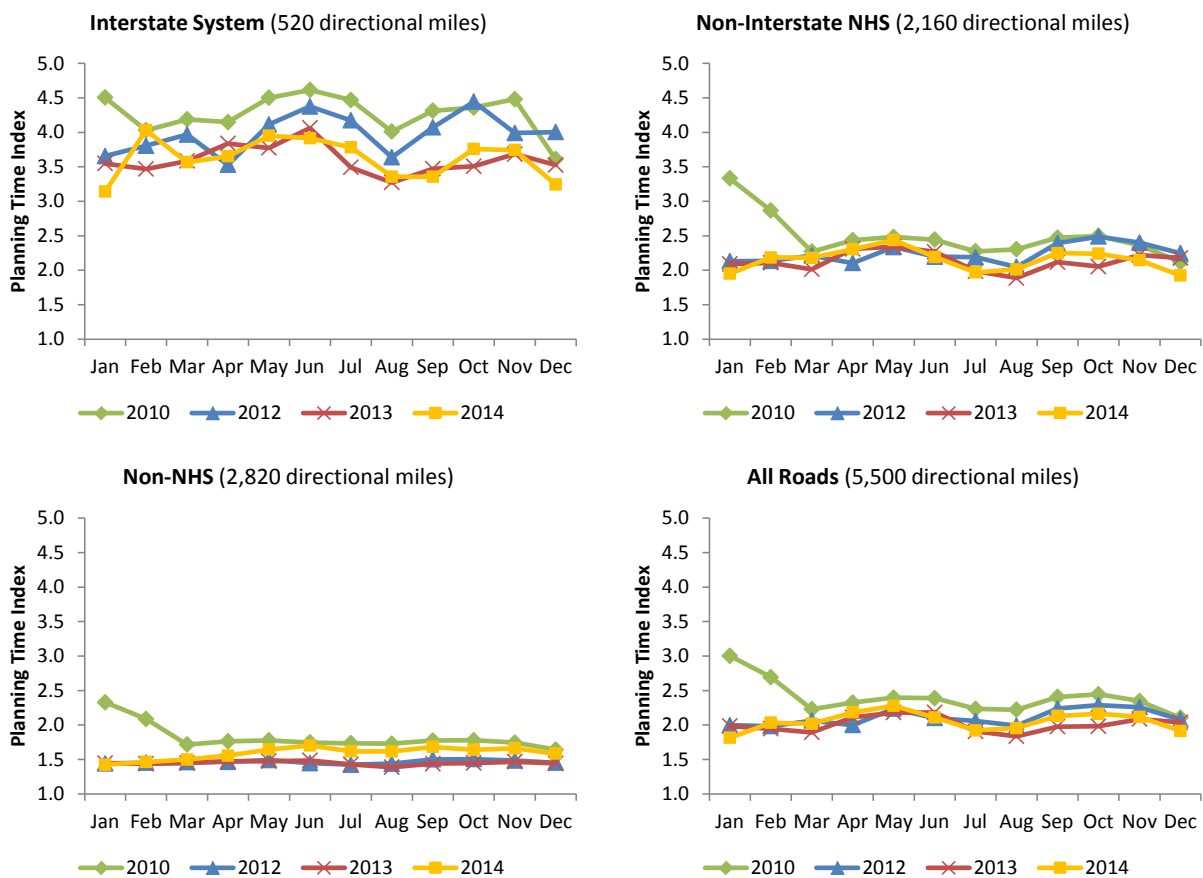 Interstate System (520 directional miles)
Planning Time Index
5.0
4.5
4.0
3.5
3.0
2.5
2.0
1.5
1.0
Jan Feb Mar Apr May Jun Jul Aug Sep Oct Nov Dec
2010 2012 2013 2014
Non-Interstate NHS (2,160 directional miles)
Planning Time Index
5.0
4.5
4.0
3.5
3.0
2.5
2.0
1.5
1.0
Jan Feb Mar Apr May Jun Jul Aug Sep Oct Nov Dec
2010 2012 2013 2014
Non-NHS (2,820 directional miles)
Planning Time Index
5.0
4.5
4.0
3.5
3.0
2.5
2.0
1.5
1.0
Jan Feb Mar Apr May Jun Jul Aug Sep Oct Nov Dec
2010 2012 2013 2014
All Roads (5,500 directional miles)
Planning Time Index
5.0
4.5
4.0
3.5
3.0
2.5
2.0
1.5
1.0
Jan Feb Mar Apr May Jun Jul Aug Sep Oct Nov Dec
2010 2012 2013 2014